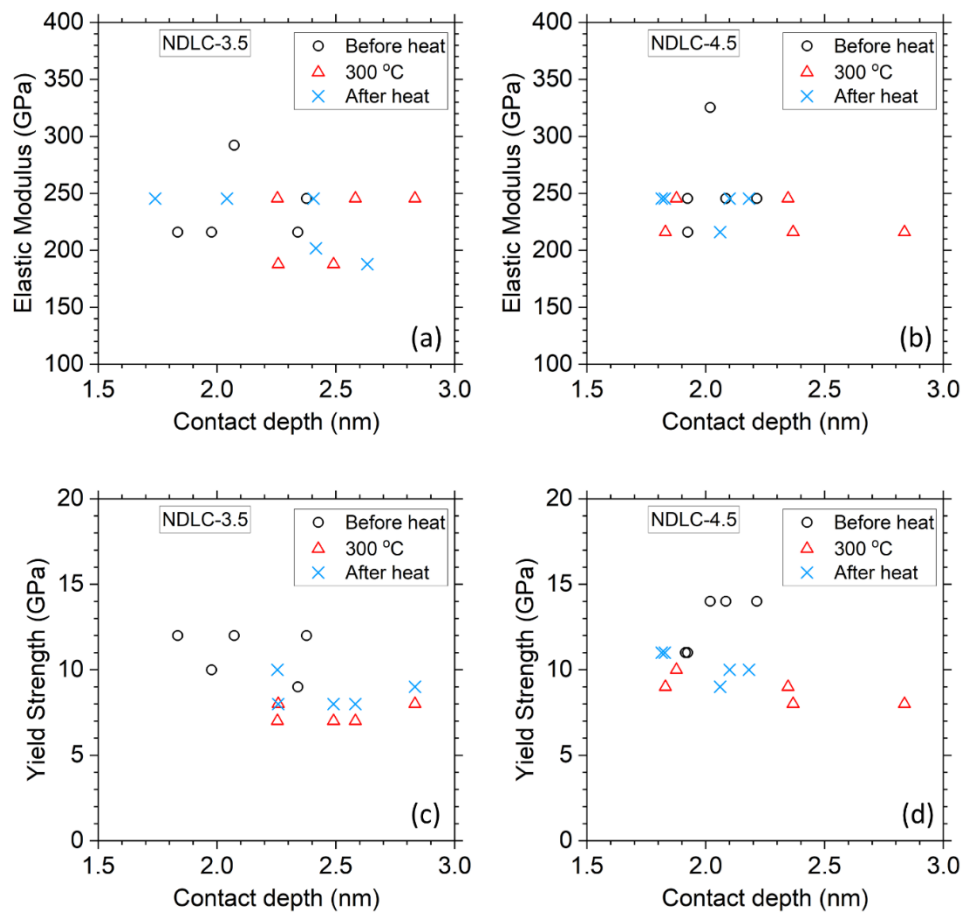 400
350
300
250
200
150
100
Elastic Modulus (GPa)
NDLC-3.5
Before heat
300 °C
After heat
(a)
1.5 2.0 2.5 3.0
Contact depth (nm)
400
350
300
250
200
150
100
Elastic Modulus (GPa)
NDLC-4.5
Before heat
300 °C
After heat
(b)
1.5 2.0 2.5 3.0
Contact depth (nm)
20
15
10
5
0
Yield Strength (GPa)
NDLC-3.5
Before heat
300 °C
After heat
(c)
1.5 2.0 2.5 3.0
Contact depth (nm)
20
15
10
5
0
Yield Strength (GPa)
NDLC-4.5
Before heat
300 °C
After heat
(d)
1.5 2.0 2.5 3.0
Contact depth (nm)